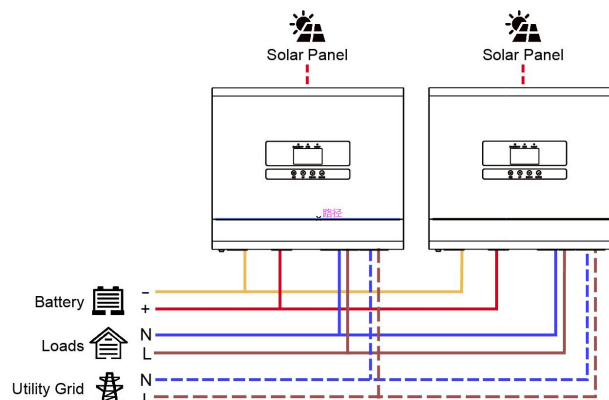 Solar Panel
Solar Panel
路径
Battery
−
+
Loads
N
L
Utility Grid
N
L